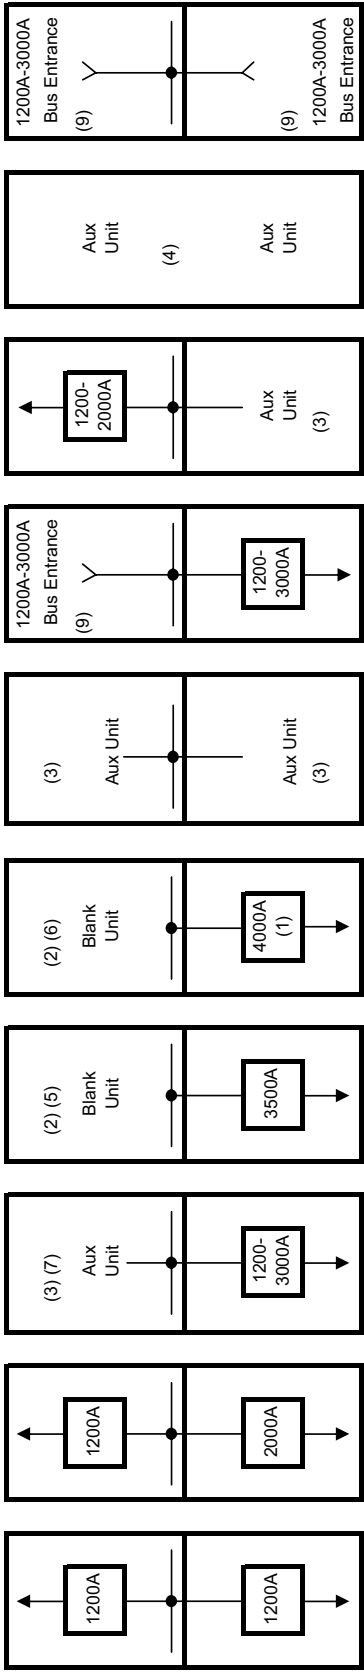 1200A
1200A
1200A
2000A
(3) (7)
Aux
Unit
1200-
3000A
(2) (5)
Blank
Unit
3500A
(2) (6)
Blank
Unit
4000A
(1)
(3)
Aux Unit
Aux Unit
(3)
1200A-3000A
Bus Entrance
(9)
1200-
3000A
1200-
2000A
Aux
Unit
(3)
Aux
Unit
(4)
Aux
Unit
1200A-3000A
Bus Entrance
(9)
(9)
1200A-3000A
Bus Entrance